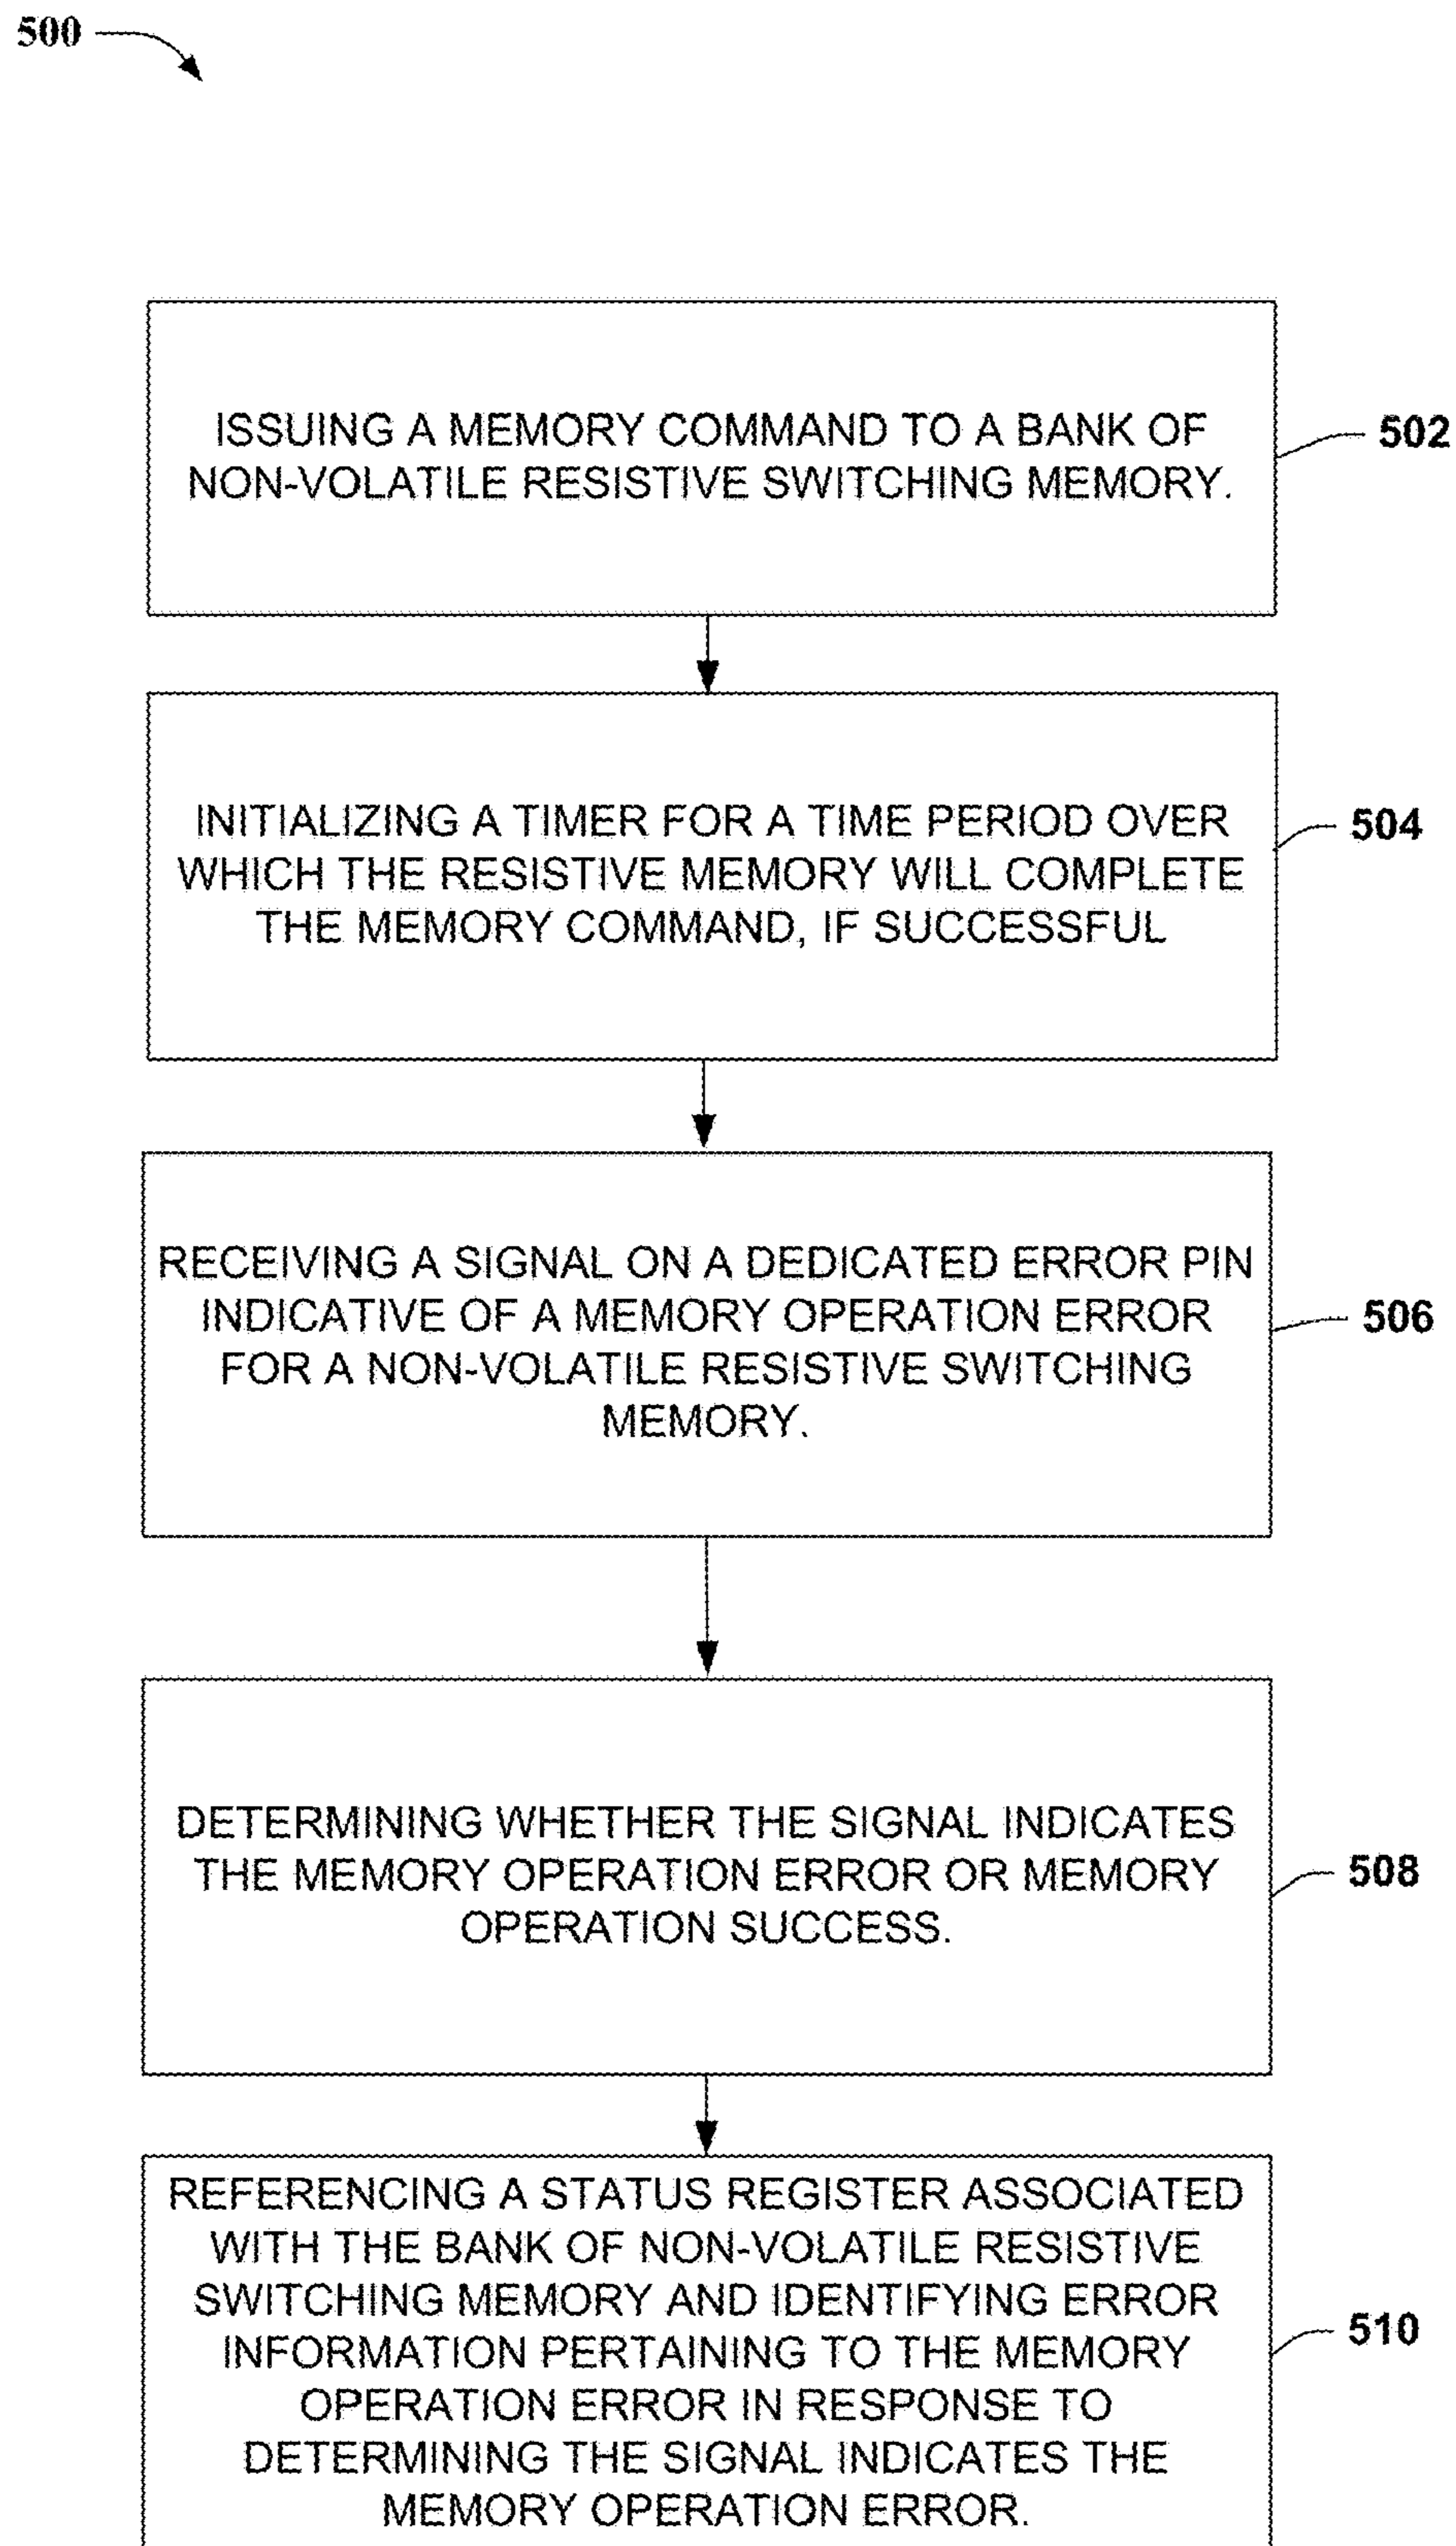 500
ISSUING A MEMORY COMMAND TO A BANK OF
NON-VOLATILE RESISTIVE SWITCHING MEMORY.
502
INITIALIZING A TIMER FOR A TIME PERIOD OVER
WHICH THE RESISTIVE MEMORY WILL COMPLETE
THE MEMORY COMMAND, IF SUCCESSFUL
504
RECEIVING A SIGNAL ON A DEDICATED ERROR PIN
INDICATIVE OF A MEMORY OPERATION ERROR
FOR A NON-VOLATILE RESISTIVE SWITCHING
MEMORY.
506
DETERMINING WHETHER THE SIGNAL INDICATES
THE MEMORY OPERATION ERROR OR MEMORY
OPERATION SUCCESS.
508
REFERENCING A STATUS REGISTER ASSOCIATED
WITH THE BANK OF NON-VOLATILE RESISTIVE
SWITCHING MEMORY AND IDENTIFYING ERROR
INFORMATION PERTAINING TO THE MEMORY
OPERATION ERROR IN RESPONSE TO
DETERMINING THE SIGNAL INDICATES THE
MEMORY OPERATION ERROR.
510